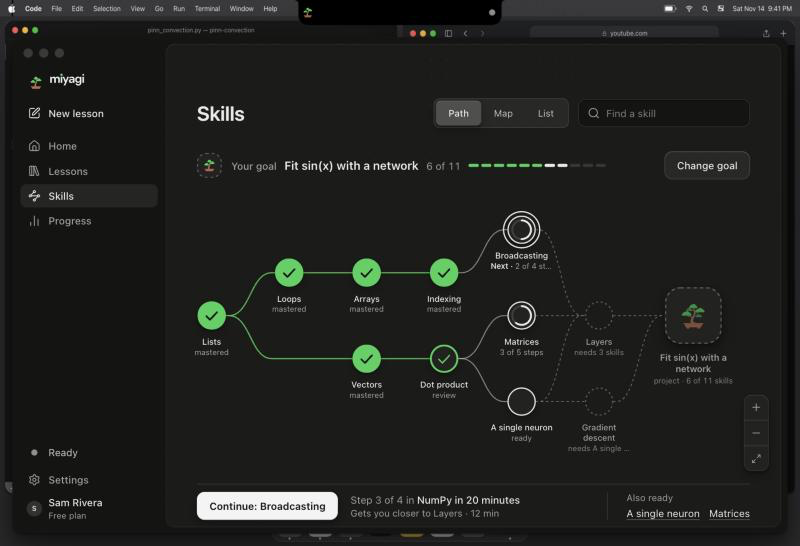 Code File Edit Selection View Go Run Terminal Window Help
Sat Nov 14 9:41 PM
pinn_convection.py — pinn-convection
youtube.com
miyagi
New lesson
Home
Lessons
Skills
Progress
Ready
Settings
S
Sam Rivera
Free plan
Skills
Path Map List
Find a skill
Your goal Fit sin(x) with a network 6 of 11
Change goal
Broadcasting
Next · 2 of 4 st…
Loops
mastered
Arrays
mastered
Indexing
mastered
Lists
mastered
Matrices
3 of 5 steps
Layers
needs 3 skills
Fit sin(x) with a
network
project · 6 of 11 skills
Vectors
mastered
Dot product
review
A single neuron
ready
Gradient
descent
needs A single …
Continue: Broadcasting
Step 3 of 4 in NumPy in 20 minutes
Gets you closer to Layers · 12 min
Also ready
A single neuron Matrices